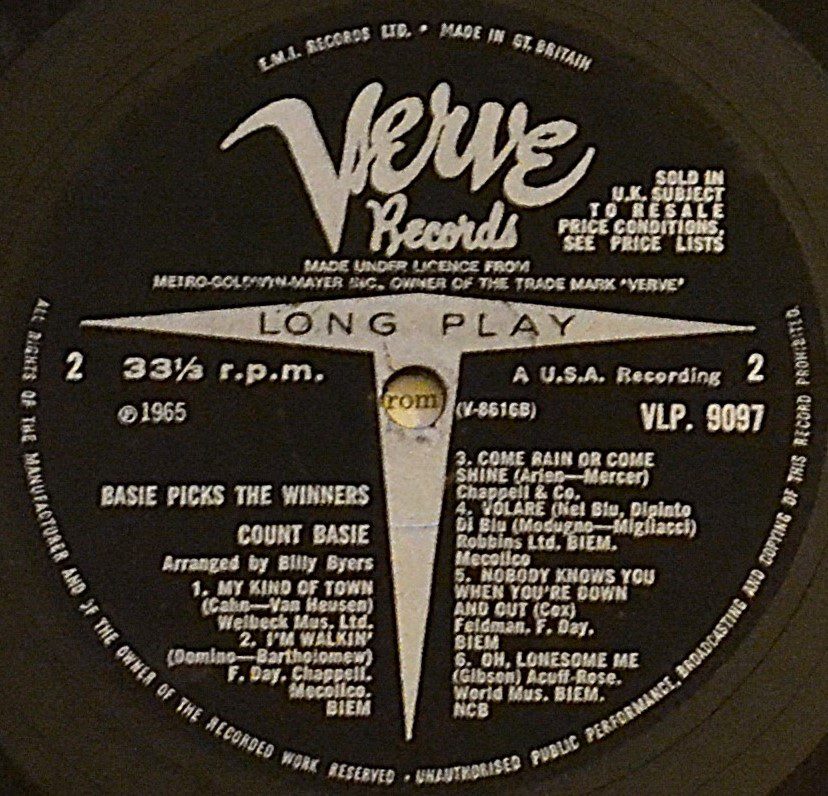 E.M.I. RECORDS LTD. • MADE IN GT. BRITAIN
Verve
Records
SOLD IN
U.K. SUBJECT
TO RESALE
PRICE CONDITIONS,
SEE PRICE LISTS
MADE UNDER LICENCE FROM
METRO-GOLDWYN-MAYER INC., OWNER OF THE TRADE MARK "VERVE"
LONG PLAY
2
33⅓ r.p.m.
℗1965
rom
A U.S.A. Recording
2
(V-8616B)
VLP. 9097
BASIE PICKS THE WINNERS
COUNT BASIE
Arranged by Billy Byers
1. MY KIND OF TOWN
(Cahn—Van Heusen)
Welbeck Mus. Ltd.
2. I'M WALKIN'
(Domino—Bartholomew)
F. Day. Chappell.
Mecolico.
BIEM
3. COME RAIN OR COME
SHINE (Arlen—Mercer)
Chappell & Co.
4. VOLARE (Nel Blu, Dipinto
Di Blu (Modugno—Migliacci)
Robbins Ltd. BIEM.
Mecolico
5. NOBODY KNOWS YOU
WHEN YOU'RE DOWN
AND OUT (Cox)
Feldman. F. Day.
BIEM
6. OH, LONESOME ME
(Gibson) Acuff-Rose.
World Mus. BIEM.
NCB
ALL RIGHTS OF THE MANUFACTURER AND OF THE OWNER OF THE RECORDED WORK RESERVED • UNAUTHORISED PUBLIC PERFORMANCE, BROADCASTING AND COPYING OF THIS RECORD PROHIBITED.